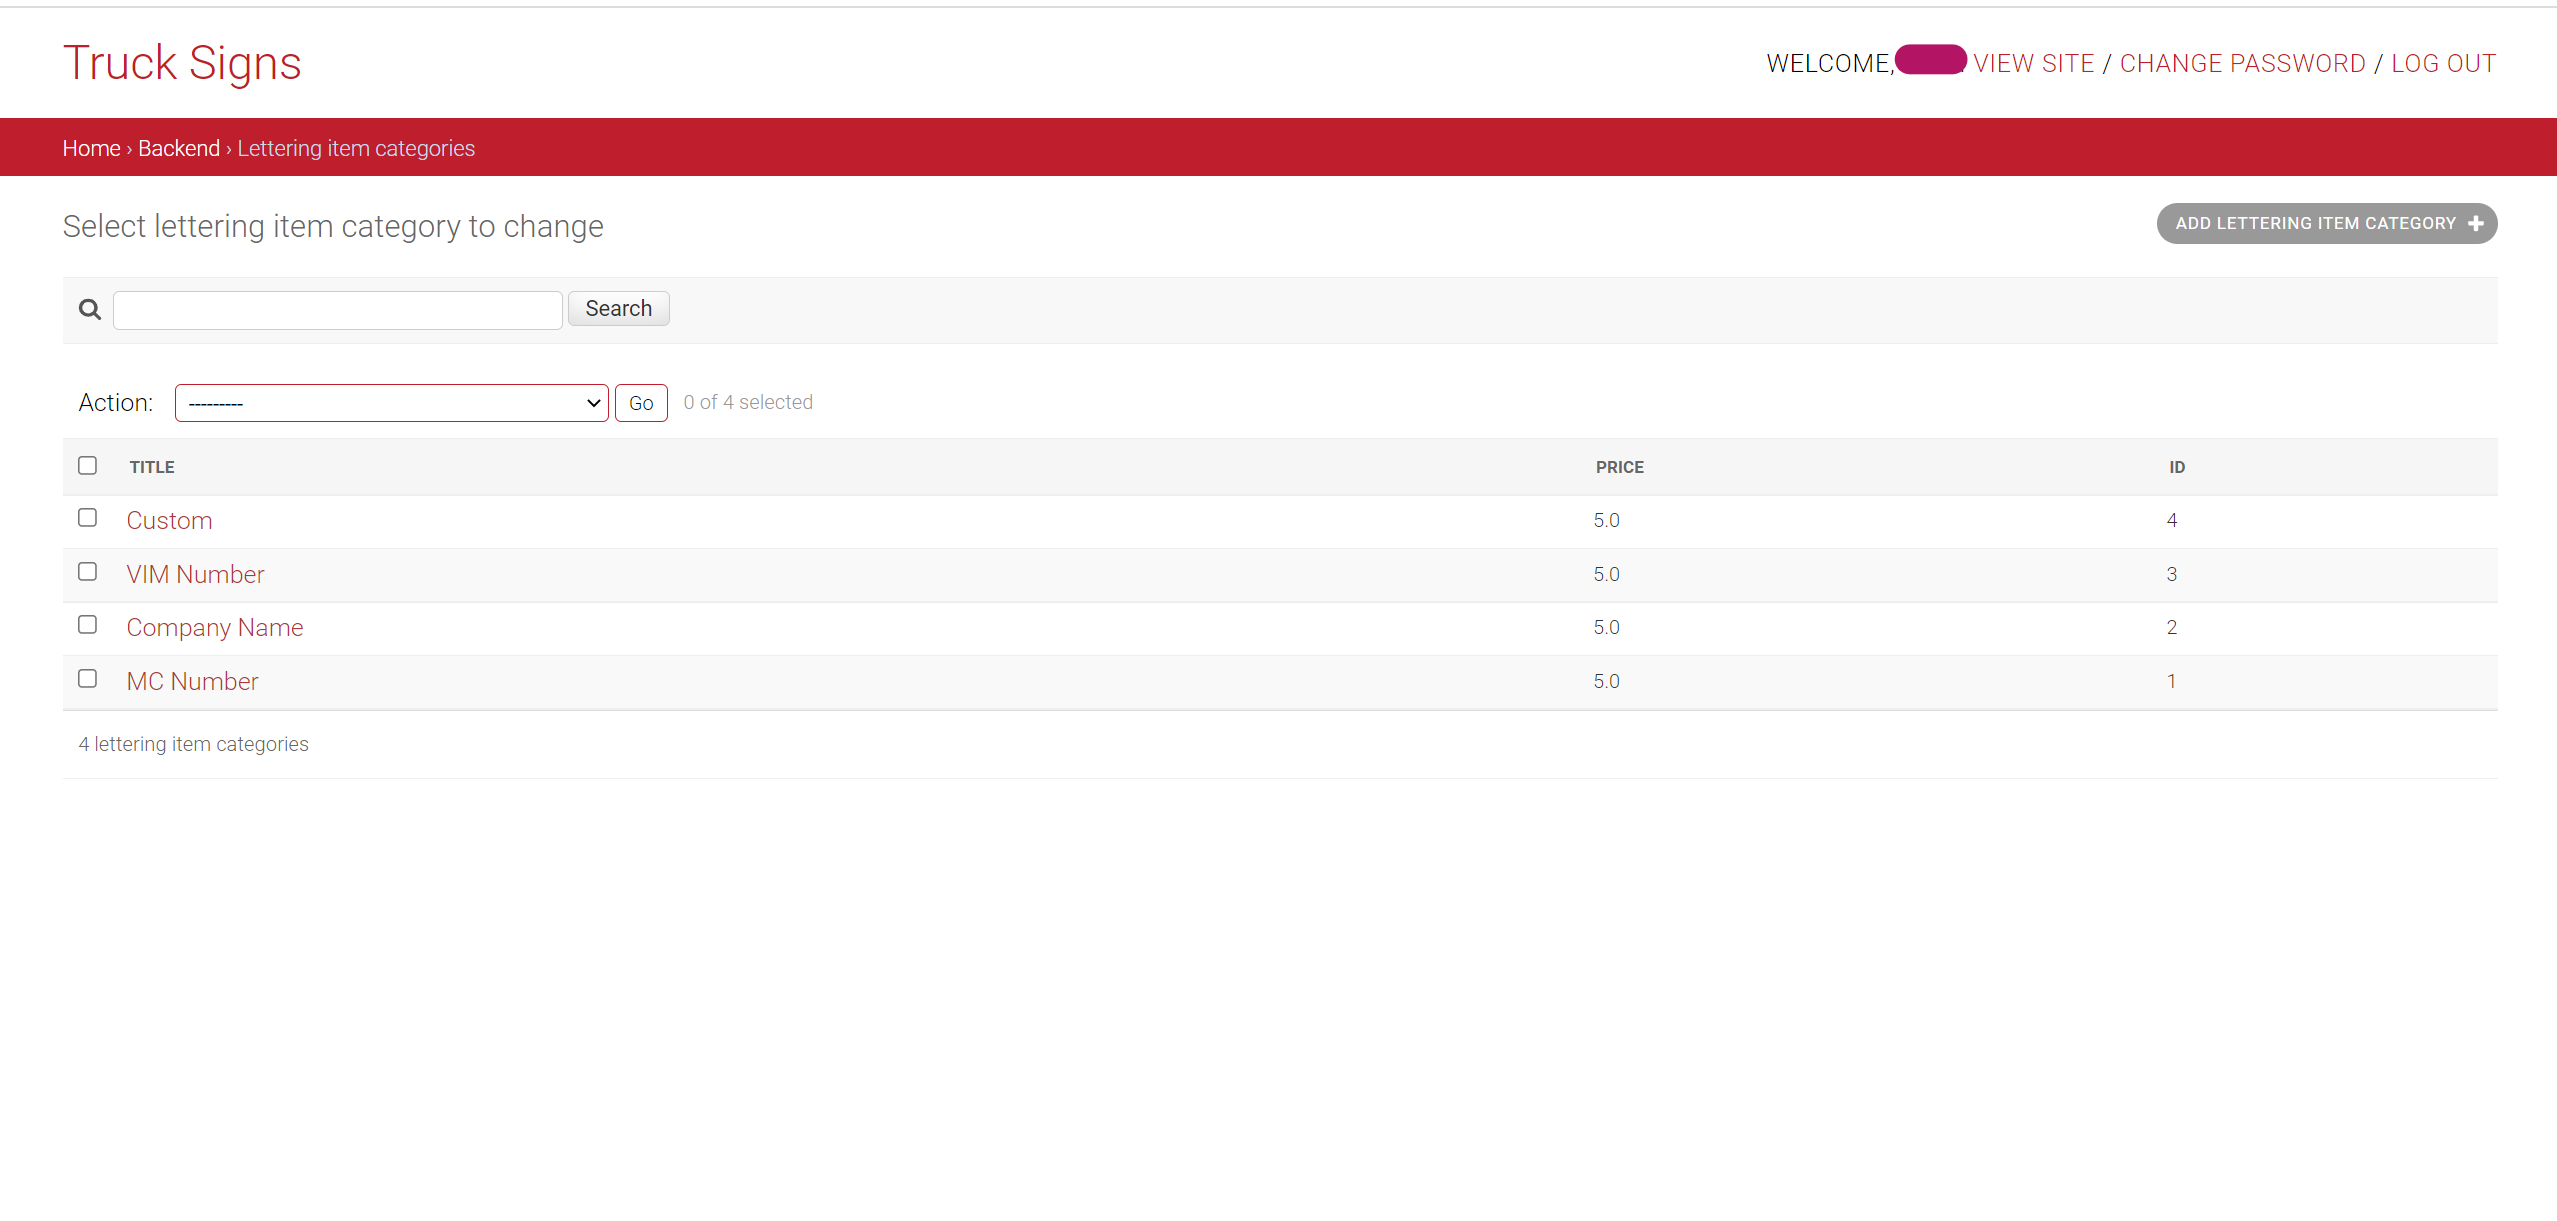 Truck Signs
WELCOME, VIEW SITE / CHANGE PASSWORD / LOG OUT
Home › Backend › Lettering item categories
Select lettering item category to change
ADD LETTERING ITEM CATEGORY +
Search
Action: --------- Go 0 of 4 selected
TITLE PRICE ID
Custom 5.0 4
VIM Number 5.0 3
Company Name 5.0 2
MC Number 5.0 1
4 lettering item categories